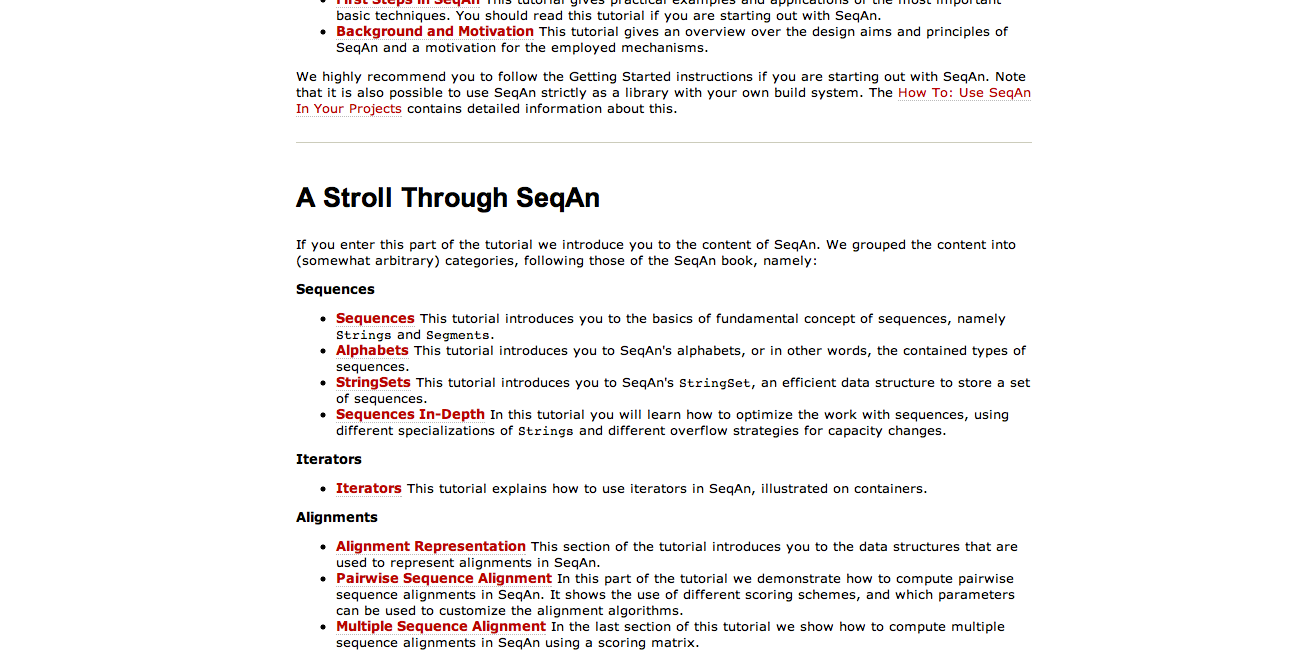 First Steps in SeqAn This tutorial gives practical examples and applications of the most important
basic techniques. You should read this tutorial if you are starting out with SeqAn.
Background and Motivation This tutorial gives an overview over the design aims and principles of
SeqAn and a motivation for the employed mechanisms.
We highly recommend you to follow the Getting Started instructions if you are starting out with SeqAn. Note
that it is also possible to use SeqAn strictly as a library with your own build system. The How To: Use SeqAn
In Your Projects contains detailed information about this.
A Stroll Through SeqAn
If you enter this part of the tutorial we introduce you to the content of SeqAn. We grouped the content into
(somewhat arbitrary) categories, following those of the SeqAn book, namely:
Sequences
Sequences This tutorial introduces you to the basics of fundamental concept of sequences, namely
Strings and Segments.
Alphabets This tutorial introduces you to SeqAn's alphabets, or in other words, the contained types of
sequences.
StringSets This tutorial introduces you to SeqAn's StringSet, an efficient data structure to store a set
of sequences.
Sequences In-Depth In this tutorial you will learn how to optimize the work with sequences, using
different specializations of Strings and different overflow strategies for capacity changes.
Iterators
Iterators This tutorial explains how to use iterators in SeqAn, illustrated on containers.
Alignments
Alignment Representation This section of the tutorial introduces you to the data structures that are
used to represent alignments in SeqAn.
Pairwise Sequence Alignment In this part of the tutorial we demonstrate how to compute pairwise
sequence alignments in SeqAn. It shows the use of different scoring schemes, and which parameters
can be used to customize the alignment algorithms.
Multiple Sequence Alignment In the last section of this tutorial we show how to compute multiple
sequence alignments in SeqAn using a scoring matrix.